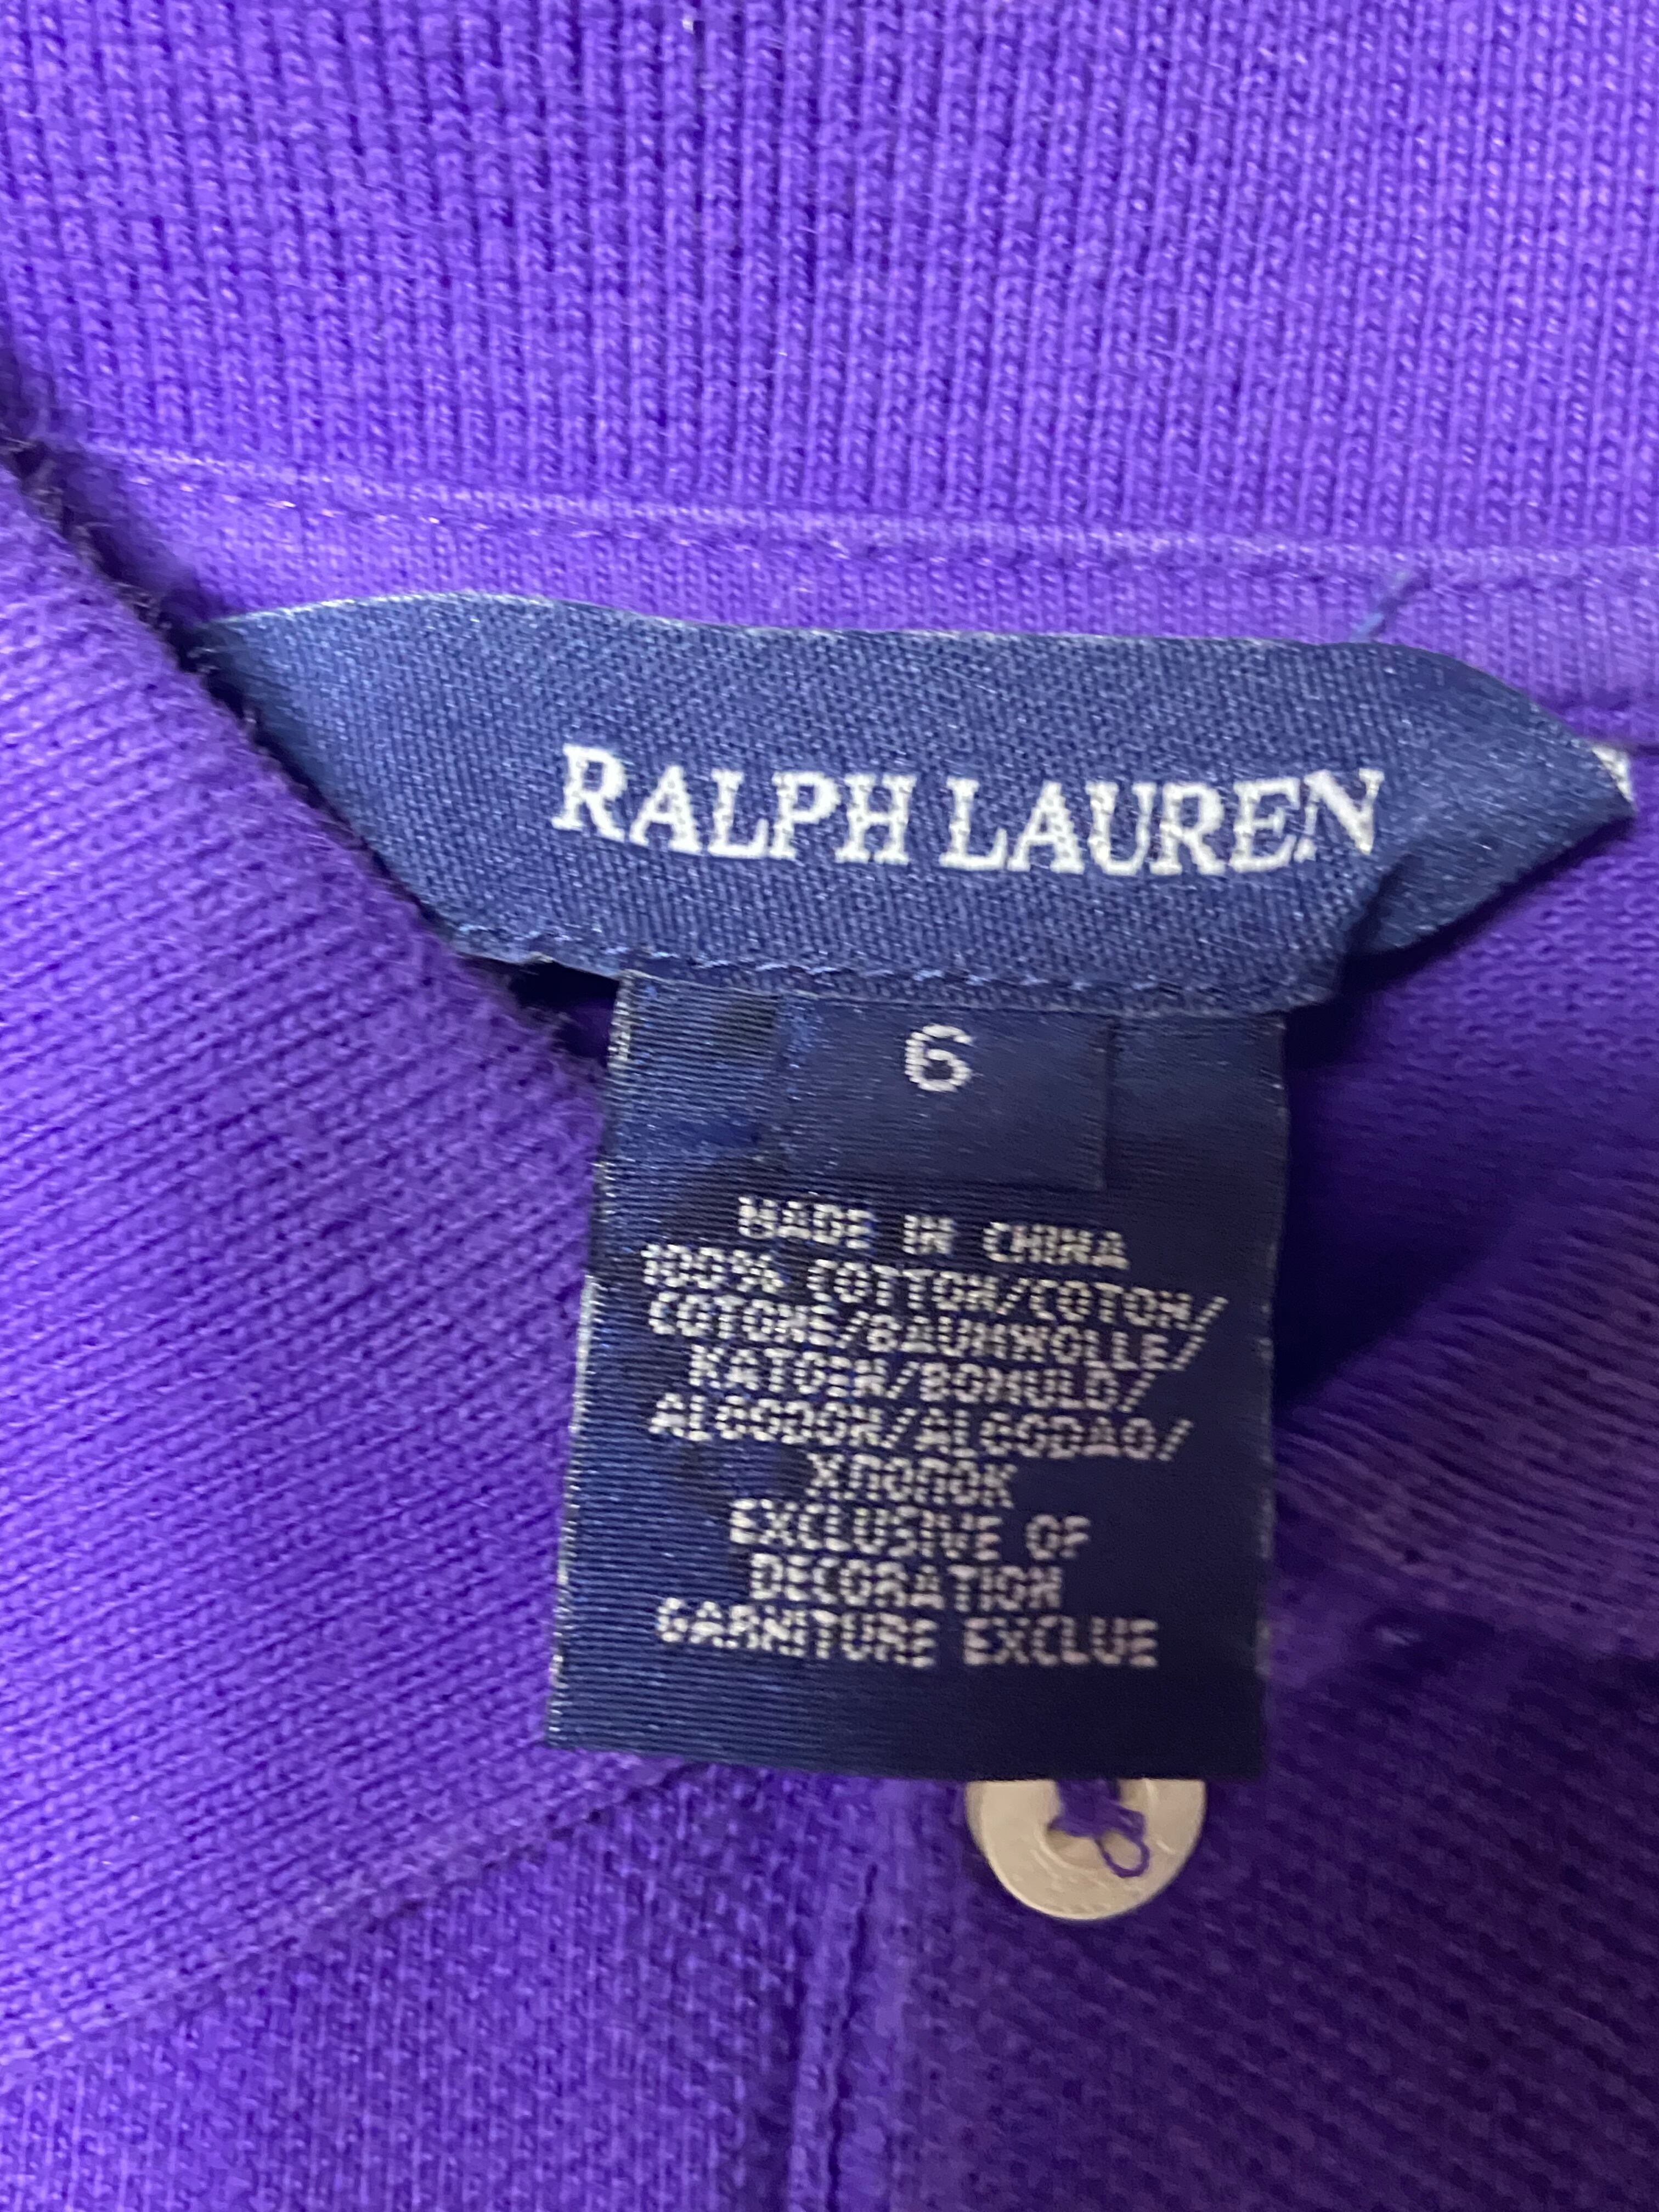 RALPH LAUREN
6
MADE IN CHINA
100% COTTON/COTON/
COTONE/BAUMWOLLE/
KATOEN/BOMULD/
ALGODON/ALGODAO/
ХЛОПОК
EXCLUSIVE OF
DECORATION
GARNITURE EXCLUE